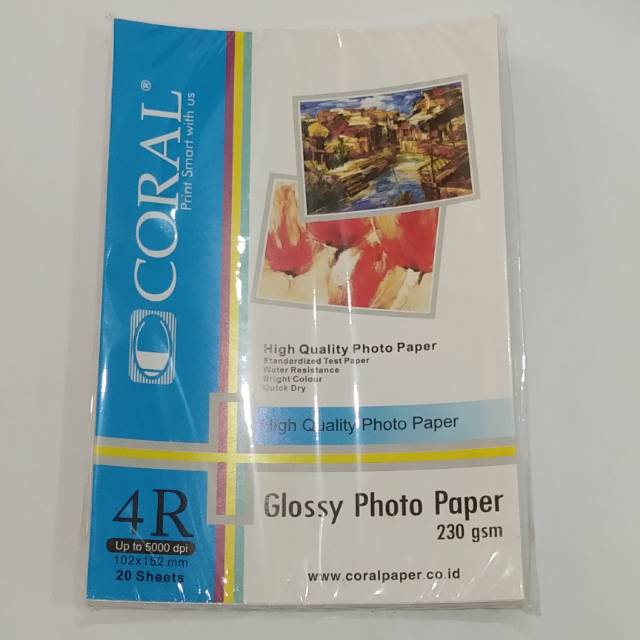 CORAL®
Print Smart with us
High Quality Photo Paper
Standardized Test Paper
Water Resistance
Bright Colour
Quick Dry
High Quality Photo Paper
4R
Up to 5000 dpi
102x152 mm
20 Sheets
Glossy Photo Paper
230 gsm
www.coralpaper.co.id